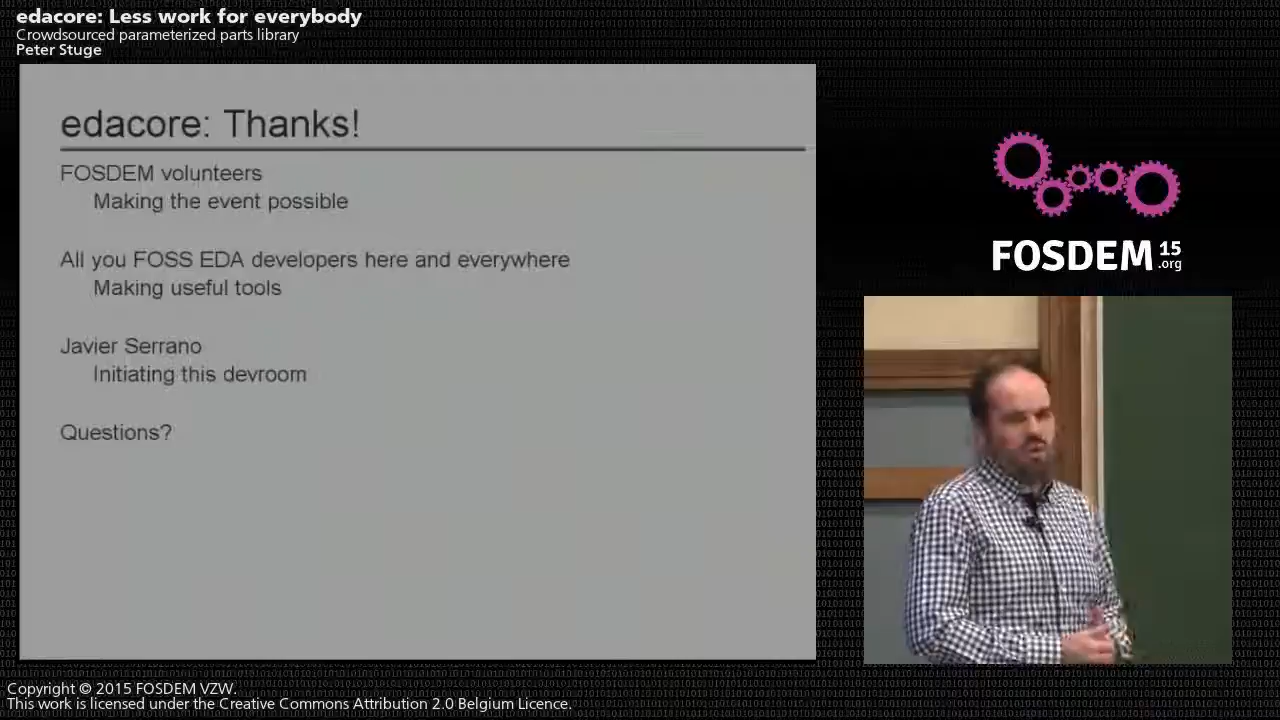 edacore: Less work for everybody
Crowdsourced parameterized parts library
Peter Stuge
edacore: Thanks!
FOSDEM volunteers
Making the event possible
All you FOSS EDA developers here and everywhere
Making useful tools
Javier Serrano
Initiating this devroom
Questions?
FOSDEM 15
.org
Copyright © 2015 FOSDEM VZW.
This work is licensed under the Creative Commons Attribution 2.0 Belgium Licence.